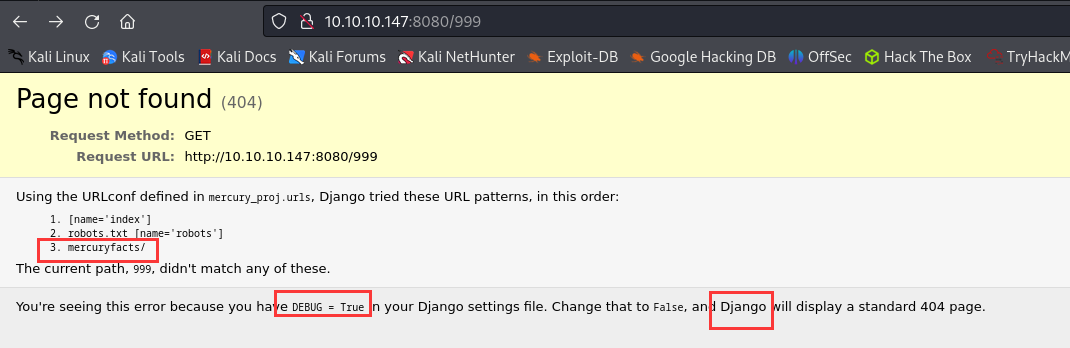 10.10.10.147:8080/999
Kali Linux Kali Tools Kali Docs Kali Forums Kali NetHunter Exploit-DB Google Hacking DB OffSec Hack The Box TryHackM
Page not found (404)
Request Method: GET
Request URL: http://10.10.10.147:8080/999
Using the URLconf defined in mercury_proj.urls, Django tried these URL patterns, in this order:
1. [name='index']
2. robots.txt [name='robots']
3. mercuryfacts/
The current path, 999, didn't match any of these.
You're seeing this error because you have DEBUG = True in your Django settings file. Change that to False, and Django will display a standard 404 page.